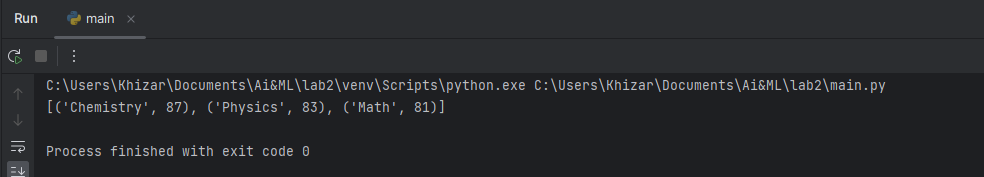 Run main
C:\Users\Khizar\Documents\Ai&ML\lab2\venv\Scripts\python.exe C:\Users\Khizar\Documents\Ai&ML\lab2\main.py
[('Chemistry', 87), ('Physics', 83), ('Math', 81)]
Process finished with exit code 0